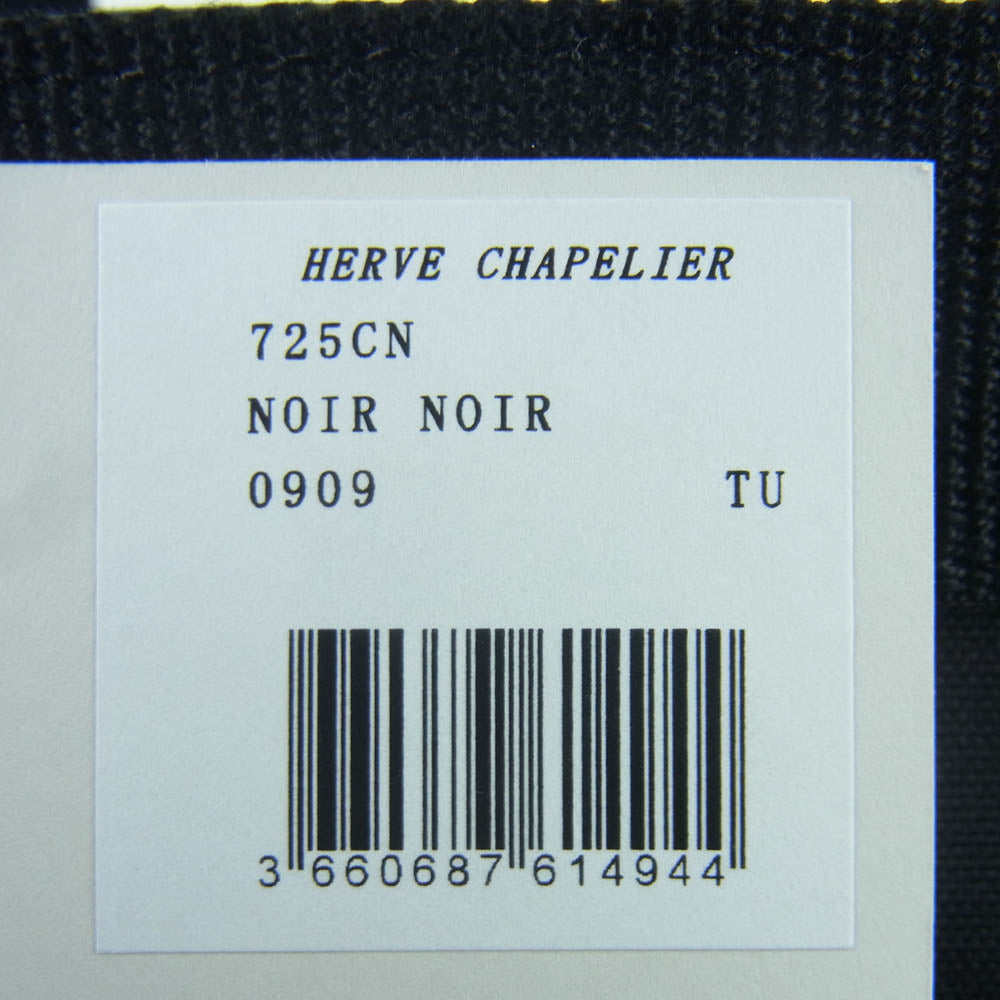 HERVE CHAPELIER
725CN
NOIR NOIR
0909 TU
3 660687 614944